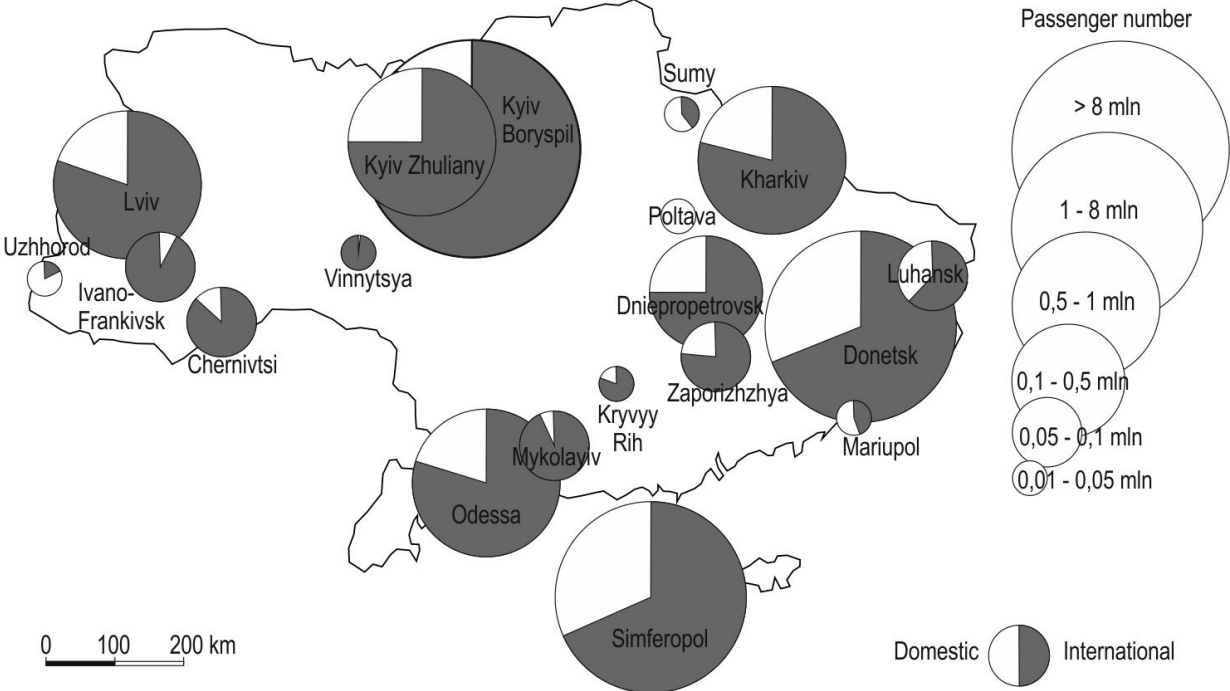 Passenger number
> 8 mln
1 - 8 mln
0,5 - 1 mln
0,1 - 0,5 mln
0,05 - 0,1 mln
0,01 - 0,05 mln
Sumy
Kyiv
Boryspil
Kyiv Zhuliany
Kharkiv
Lviv
Poltava
Uzhhorod
Ivano-
Frankivsk
Vinnytsya
Luhansk
Dniepropetrovsk
Chernivtsi
Donetsk
Zaporizhzhya
Kryvyy
Rih
Mariupol
Mykolayiv
Odessa
Simferopol
0 100 200 km
Domestic International